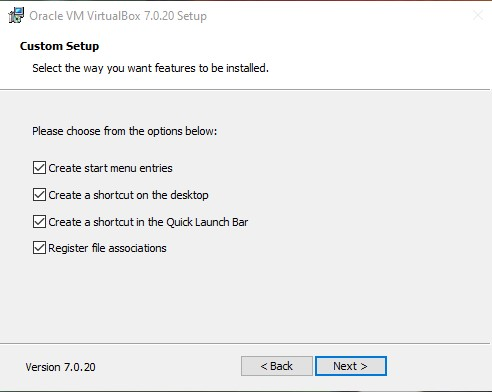 Oracle VM VirtualBox 7.0.20 Setup
Custom Setup
Select the way you want features to be installed.
Please choose from the options below:
Create start menu entries
Create a shortcut on the desktop
Create a shortcut in the Quick Launch Bar
Register file associations
Version 7.0.20
< Back
Next >